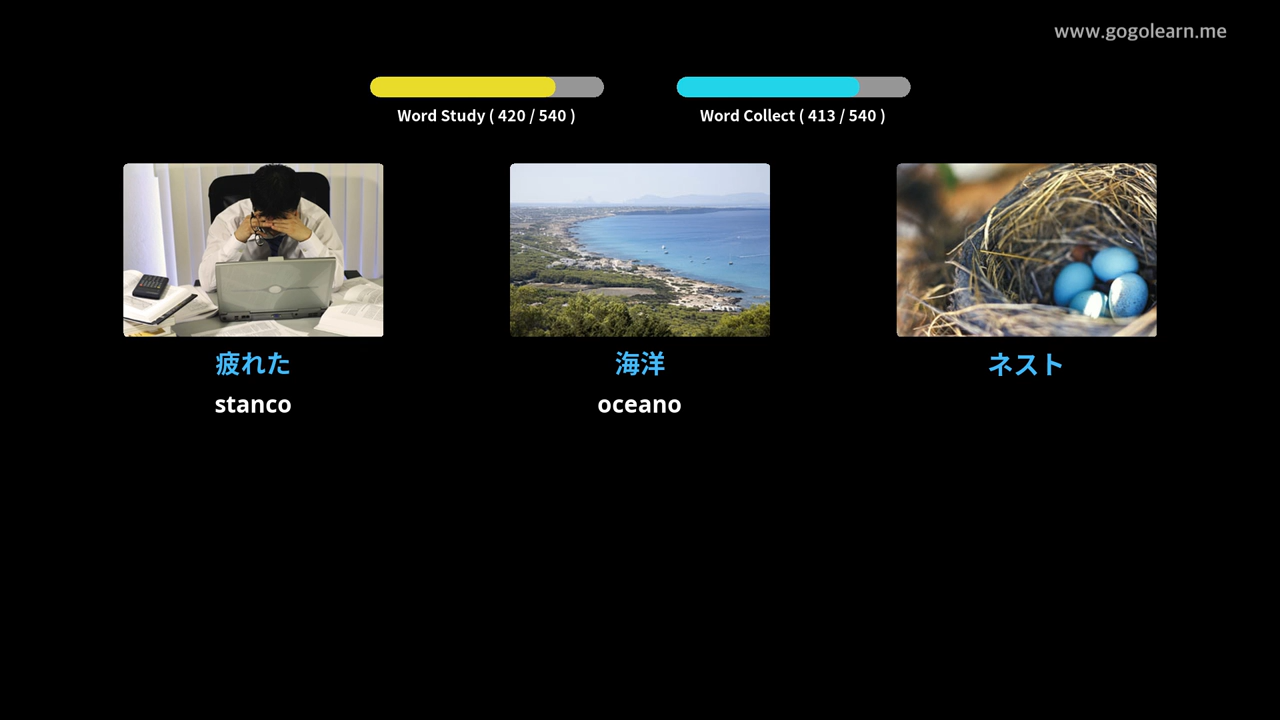 www.gogolearn.me
Word Study ( 420 / 540 )
Word Collect ( 413 / 540 )
疲れた
海洋
ネスト
stanco
oceano